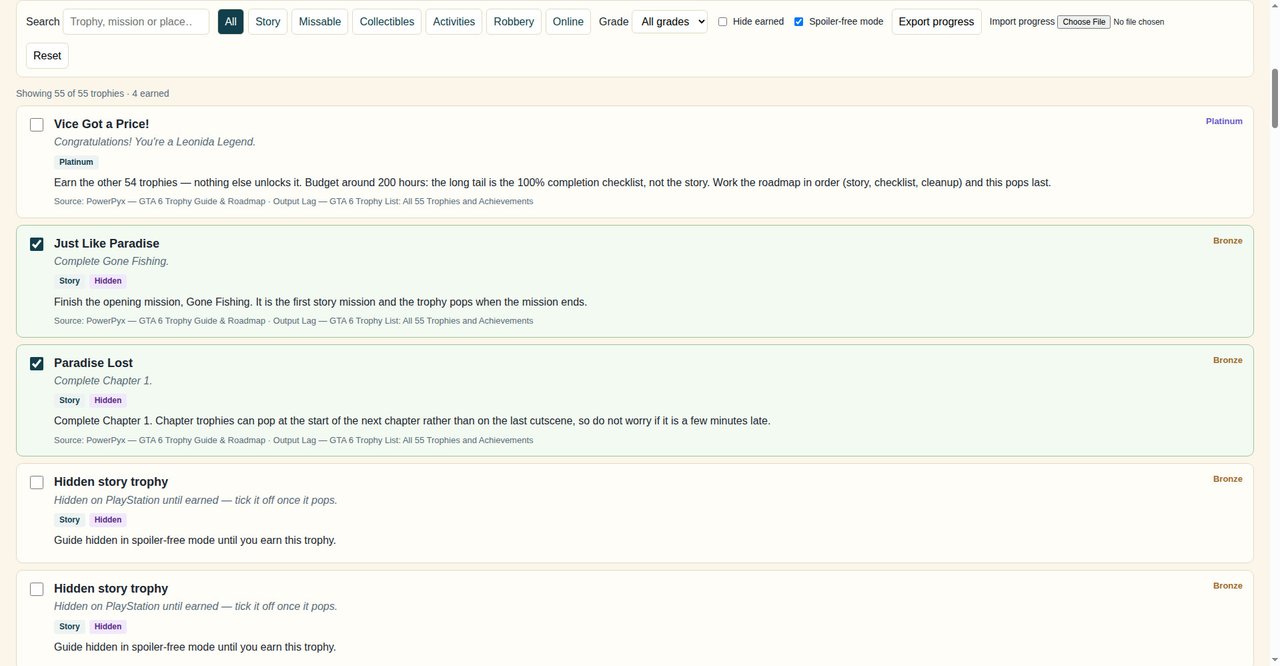 Search Trophy, mission or place.. All Story Missable Collectibles Activities Robbery Online Grade All grades Hide earned Spoiler-free mode Export progress Import progress Choose File No file chosen
Reset
Showing 55 of 55 trophies · 4 earned
Vice Got a Price! Platinum
Congratulations! You're a Leonida Legend.
Platinum
Earn the other 54 trophies — nothing else unlocks it. Budget around 200 hours: the long tail is the 100% completion checklist, not the story. Work the roadmap in order (story, checklist, cleanup) and this pops last.
Source: PowerPyx — GTA 6 Trophy Guide & Roadmap · Output Lag — GTA 6 Trophy List: All 55 Trophies and Achievements
Just Like Paradise Bronze
Complete Gone Fishing.
Story Hidden
Finish the opening mission, Gone Fishing. It is the first story mission and the trophy pops when the mission ends.
Source: PowerPyx — GTA 6 Trophy Guide & Roadmap · Output Lag — GTA 6 Trophy List: All 55 Trophies and Achievements
Paradise Lost Bronze
Complete Chapter 1.
Story Hidden
Complete Chapter 1. Chapter trophies can pop at the start of the next chapter rather than on the last cutscene, so do not worry if it is a few minutes late.
Source: PowerPyx — GTA 6 Trophy Guide & Roadmap · Output Lag — GTA 6 Trophy List: All 55 Trophies and Achievements
Hidden story trophy Bronze
Hidden on PlayStation until earned — tick it off once it pops.
Story Hidden
Guide hidden in spoiler-free mode until you earn this trophy.
Hidden story trophy Bronze
Hidden on PlayStation until earned — tick it off once it pops.
Story Hidden
Guide hidden in spoiler-free mode until you earn this trophy.